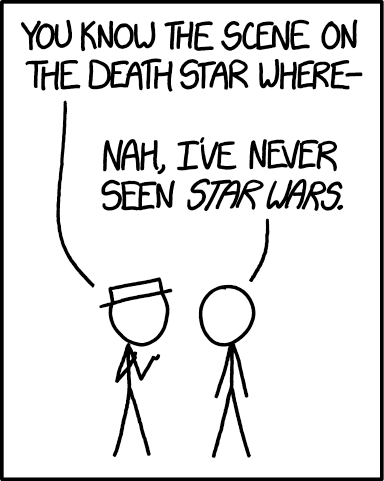 YOU KNOW THE SCENE ON
THE DEATH STAR WHERE–
NAH, I'VE NEVER
SEEN STAR WARS.